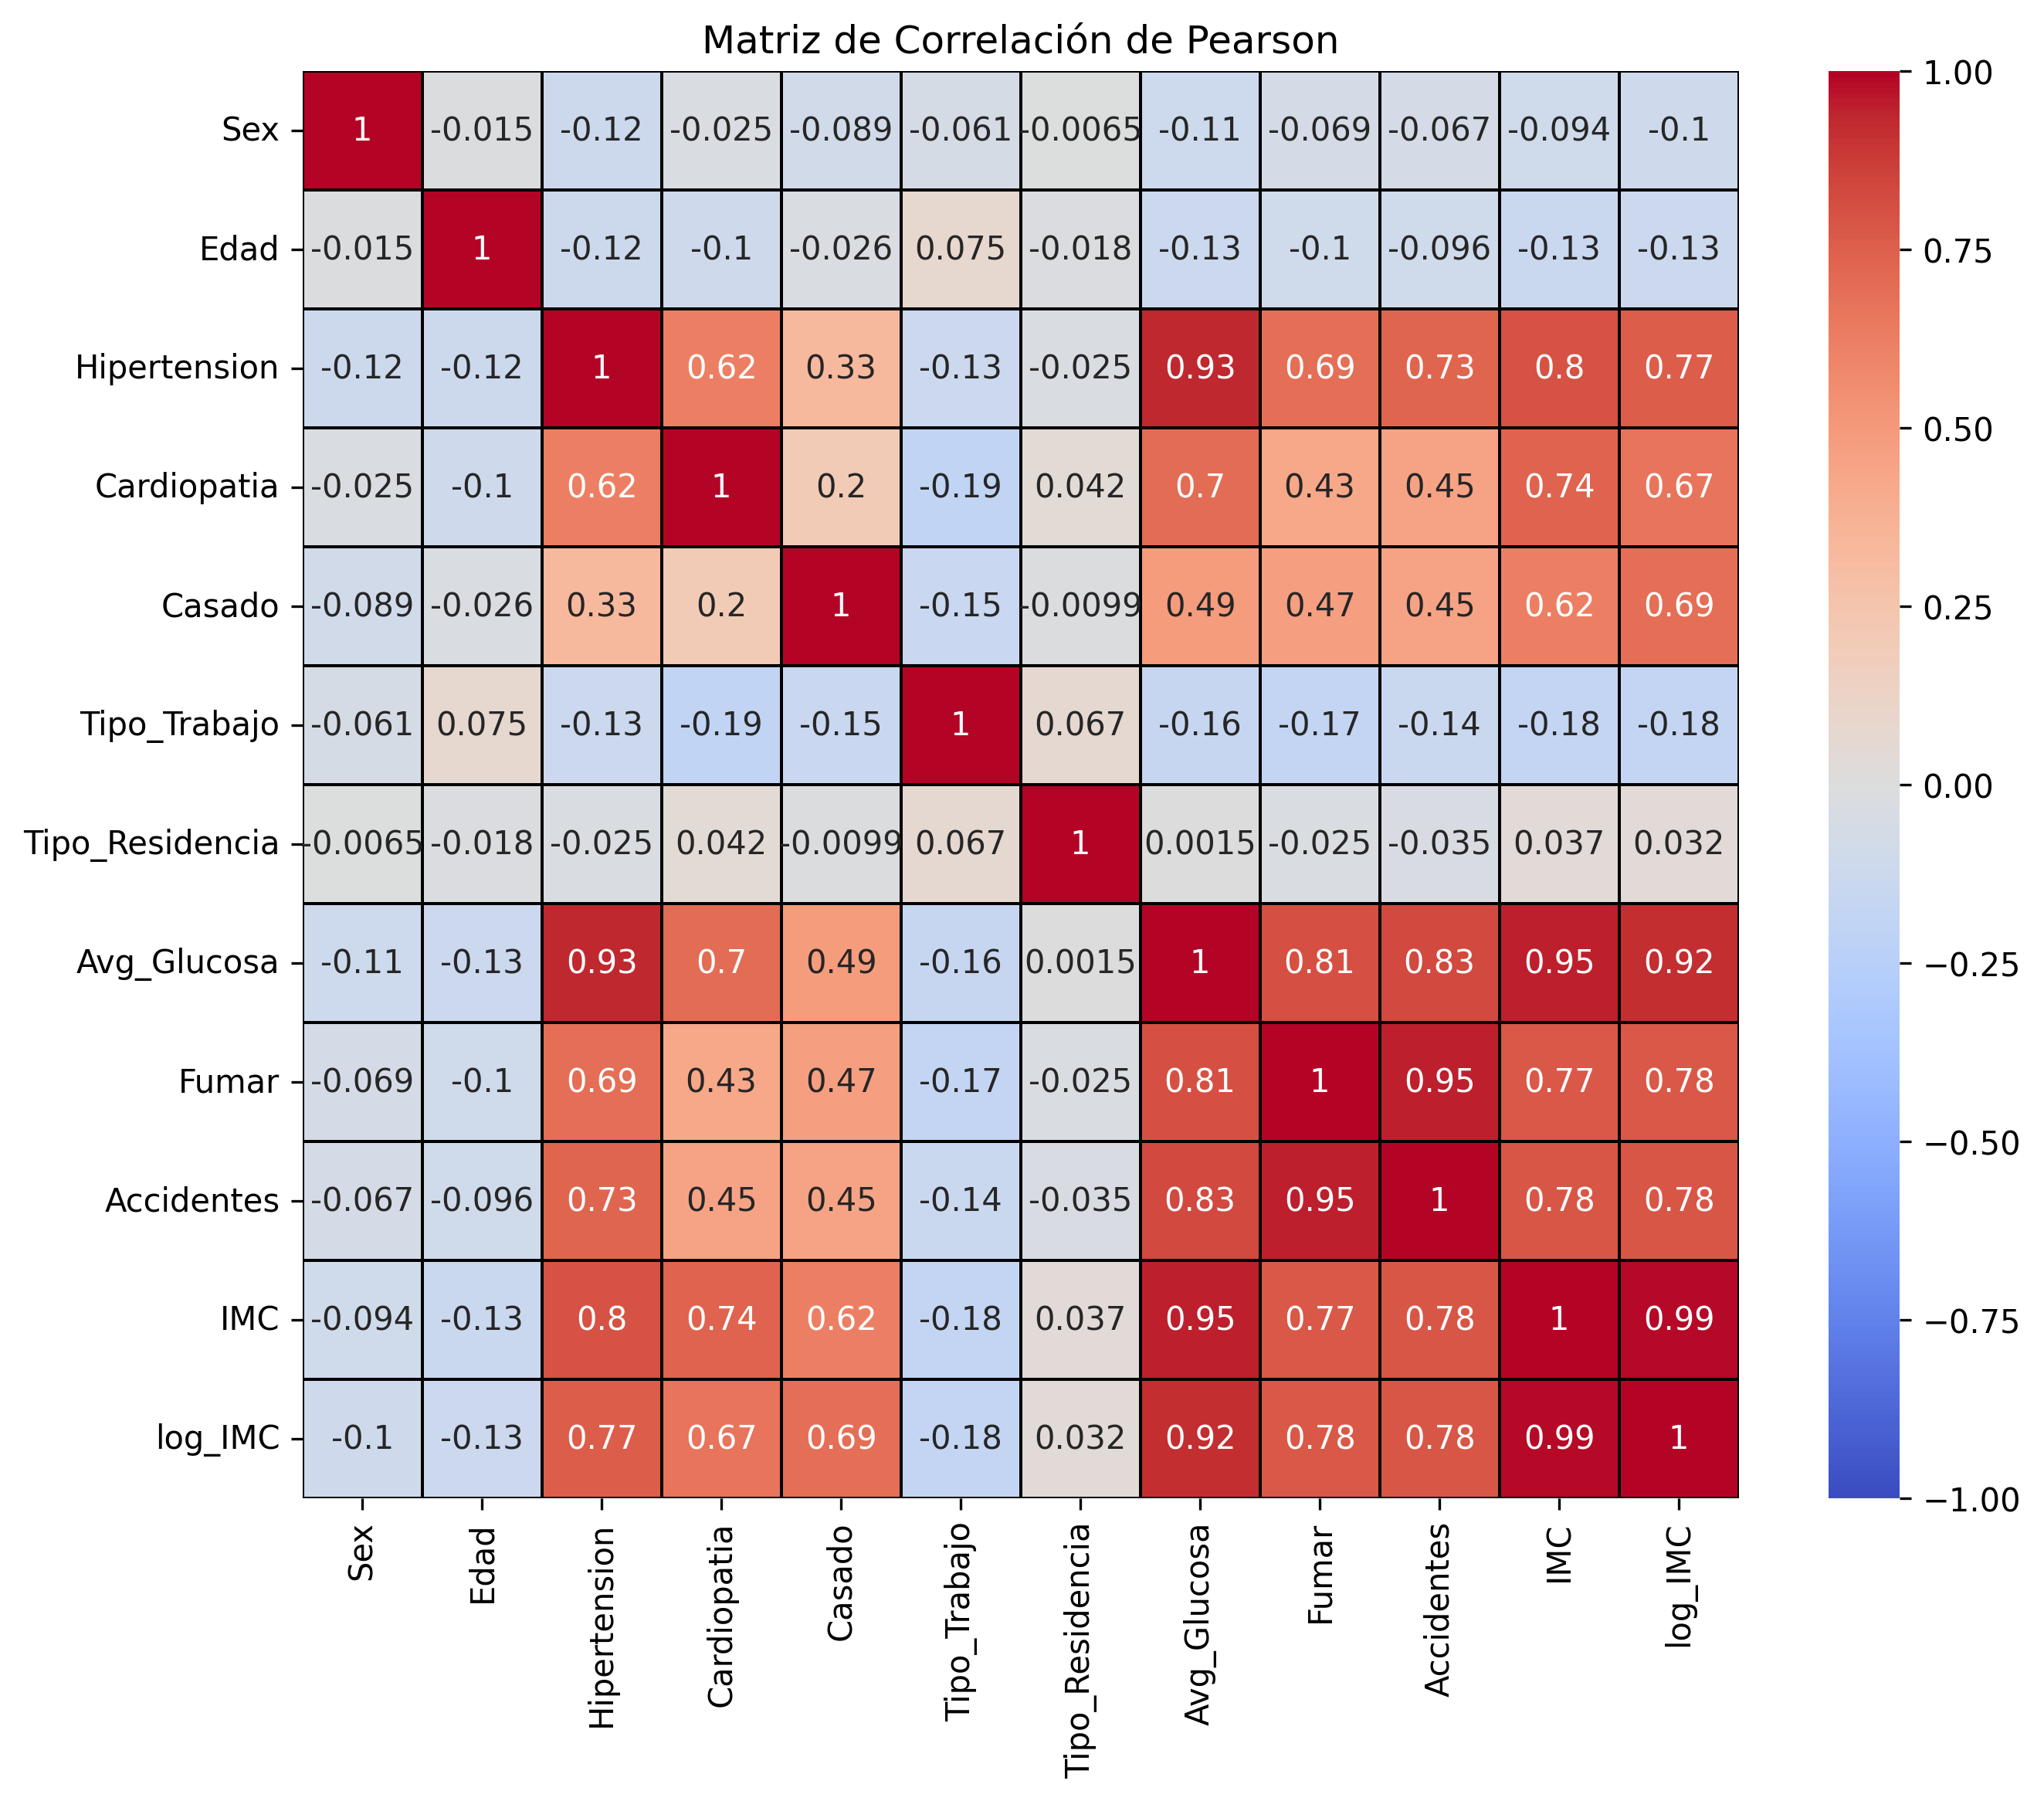 Matriz de Correlación de Pearson
Sex 1 -0.015 -0.12 -0.025 -0.089 -0.061 -0.0065 -0.11 -0.069 -0.067 -0.094 -0.1
Edad -0.015 1 -0.12 -0.1 -0.026 0.075 -0.018 -0.13 -0.1 -0.096 -0.13 -0.13
Hipertension -0.12 -0.12 1 0.62 0.33 -0.13 -0.025 0.93 0.69 0.73 0.8 0.77
Cardiopatia -0.025 -0.1 0.62 1 0.2 -0.19 0.042 0.7 0.43 0.45 0.74 0.67
Casado -0.089 -0.026 0.33 0.2 1 -0.15 -0.0099 0.49 0.47 0.45 0.62 0.69
Tipo_Trabajo -0.061 0.075 -0.13 -0.19 -0.15 1 0.067 -0.16 -0.17 -0.14 -0.18 -0.18
Tipo_Residencia -0.0065 -0.018 -0.025 0.042 -0.0099 0.067 1 0.0015 -0.025 -0.035 0.037 0.032
Avg_Glucosa -0.11 -0.13 0.93 0.7 0.49 -0.16 0.0015 1 0.81 0.83 0.95 0.92
Fumar -0.069 -0.1 0.69 0.43 0.47 -0.17 -0.025 0.81 1 0.95 0.77 0.78
Accidentes -0.067 -0.096 0.73 0.45 0.45 -0.14 -0.035 0.83 0.95 1 0.78 0.78
IMC -0.094 -0.13 0.8 0.74 0.62 -0.18 0.037 0.95 0.77 0.78 1 0.99
log_IMC -0.1 -0.13 0.77 0.67 0.69 -0.18 0.032 0.92 0.78 0.78 0.99 1
Sex Edad Hipertension Cardiopatia Casado Tipo_Trabajo Tipo_Residencia Avg_Glucosa Fumar Accidentes IMC log_IMC
1.00
0.75
0.50
0.25
0.00
−0.25
−0.50
−0.75
−1.00